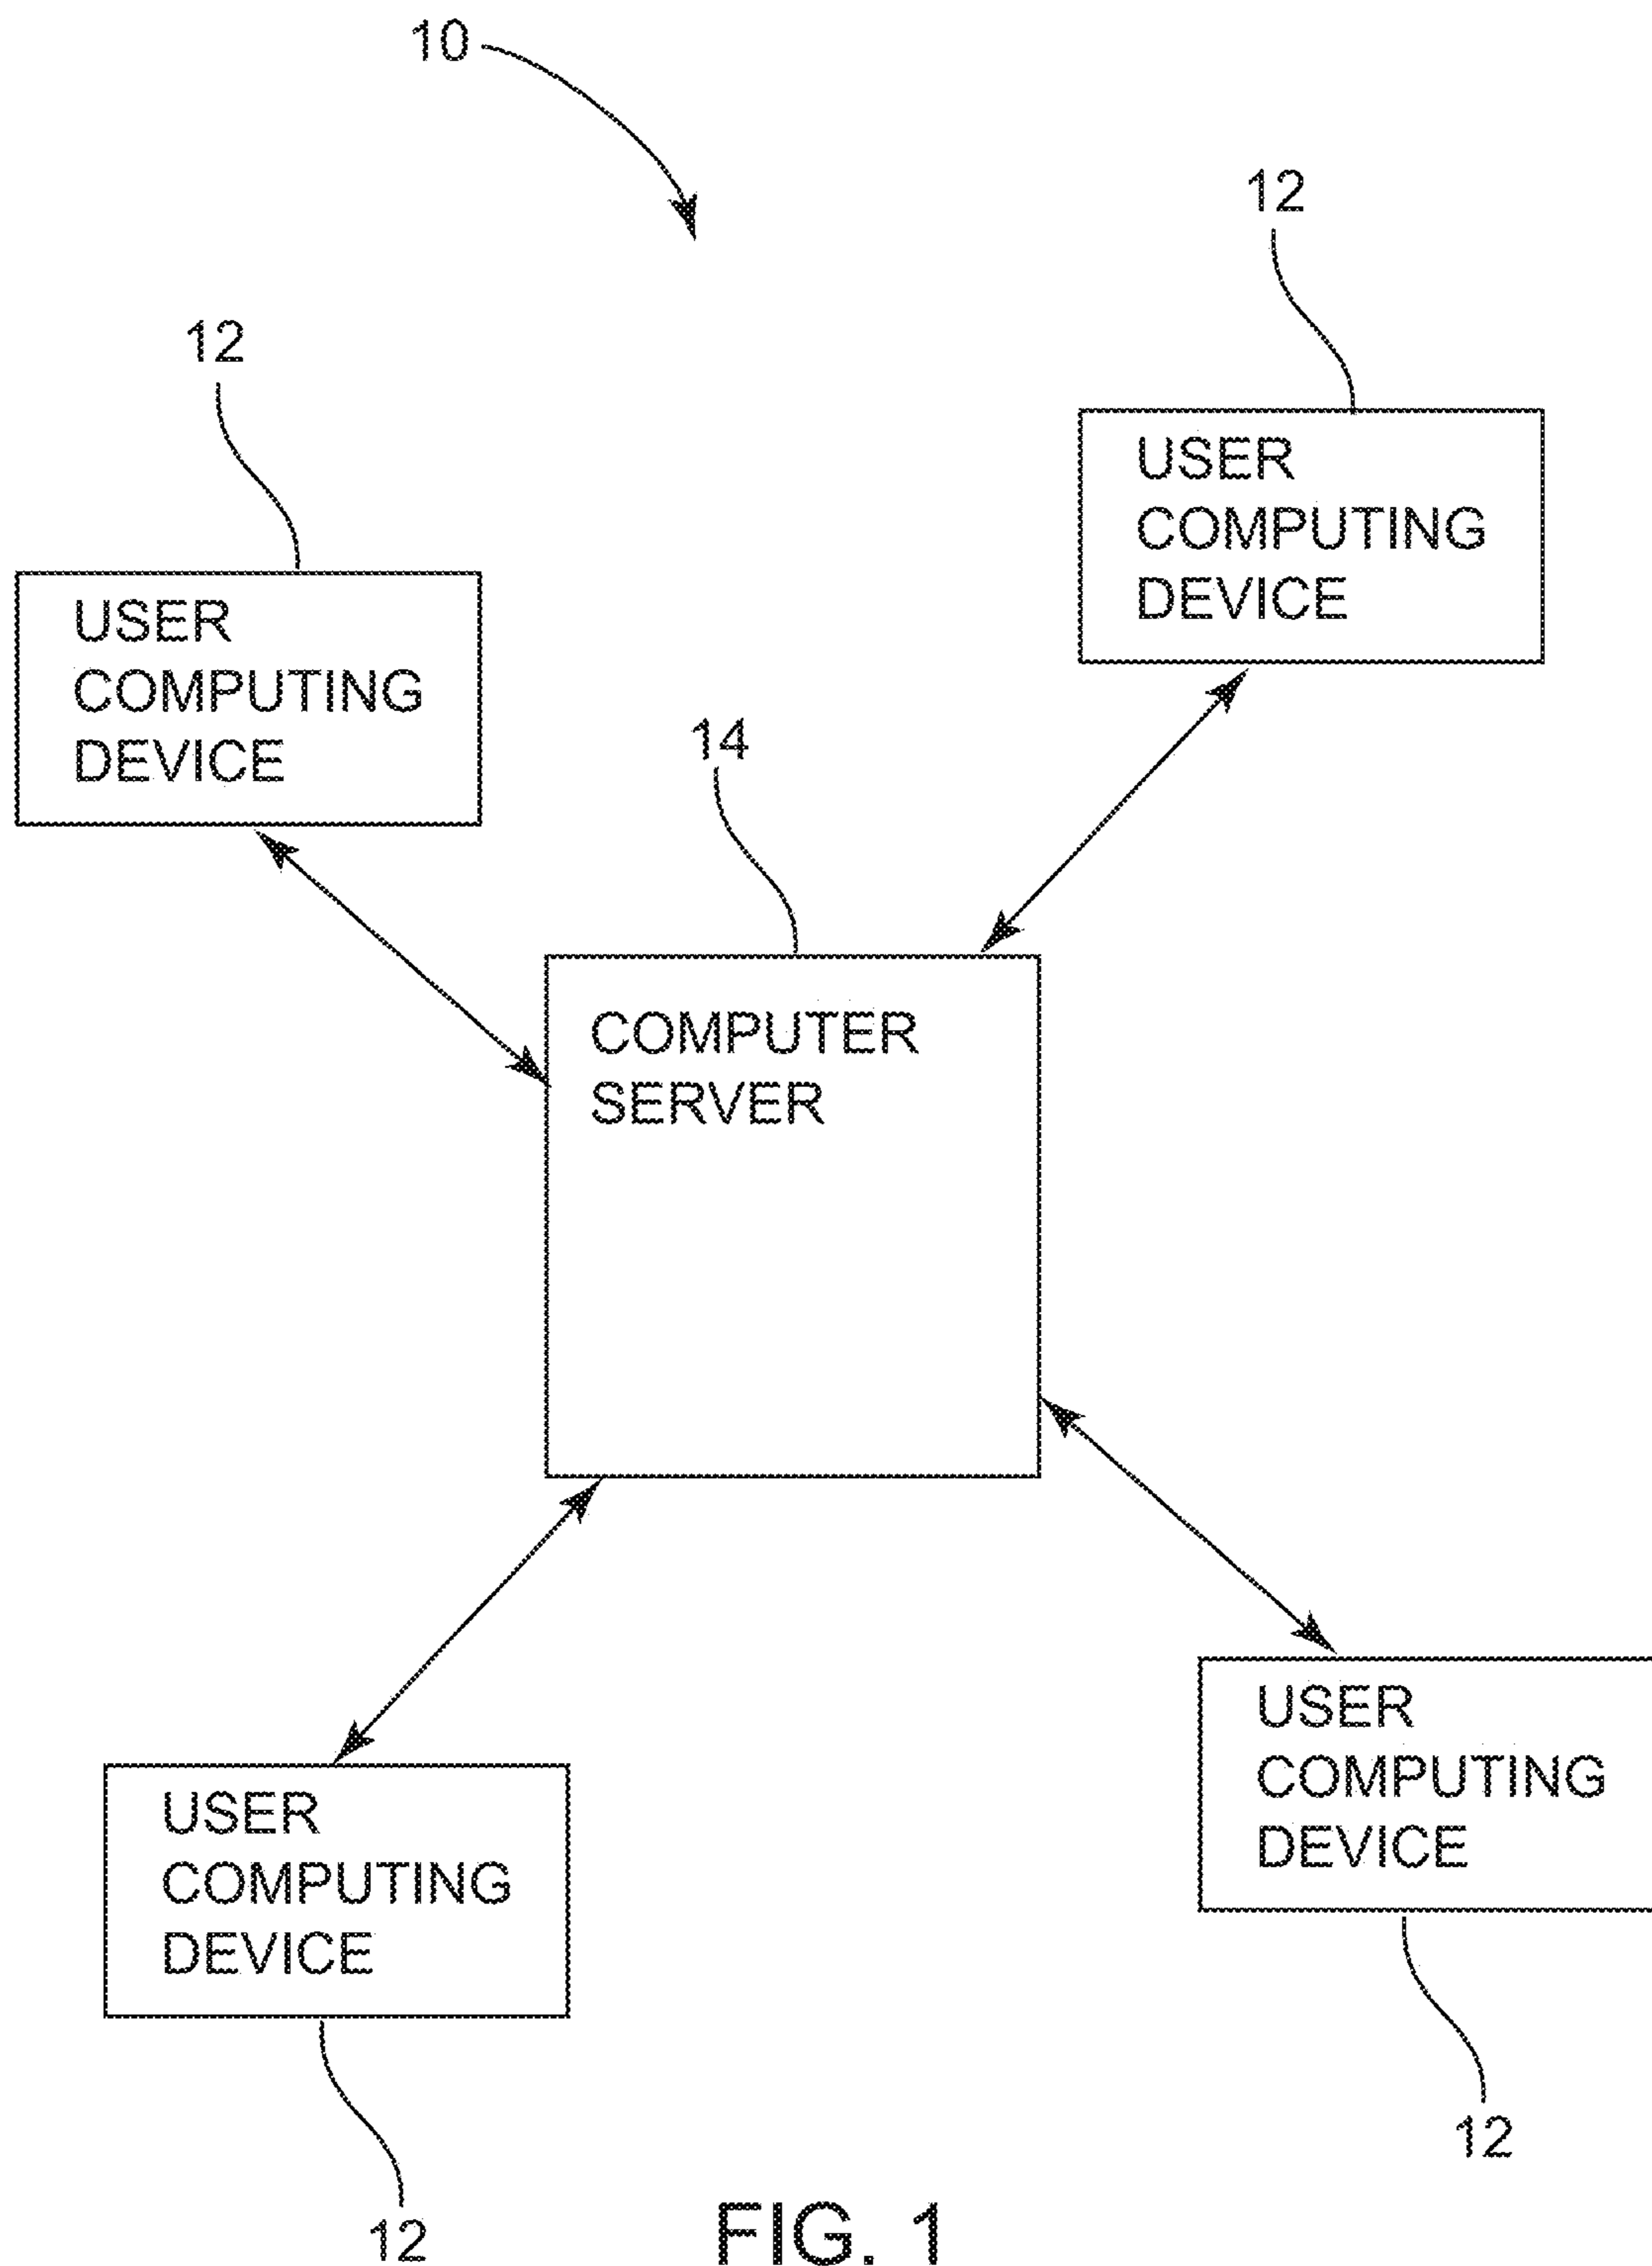 10
12
12
USER
COMPUTING
DEVICE
USER
COMPUTING
DEVICE
14
COMPUTER
SERVER
USER
COMPUTING
DEVICE
USER
COMPUTING
DEVICE
12
12
FIG. 1